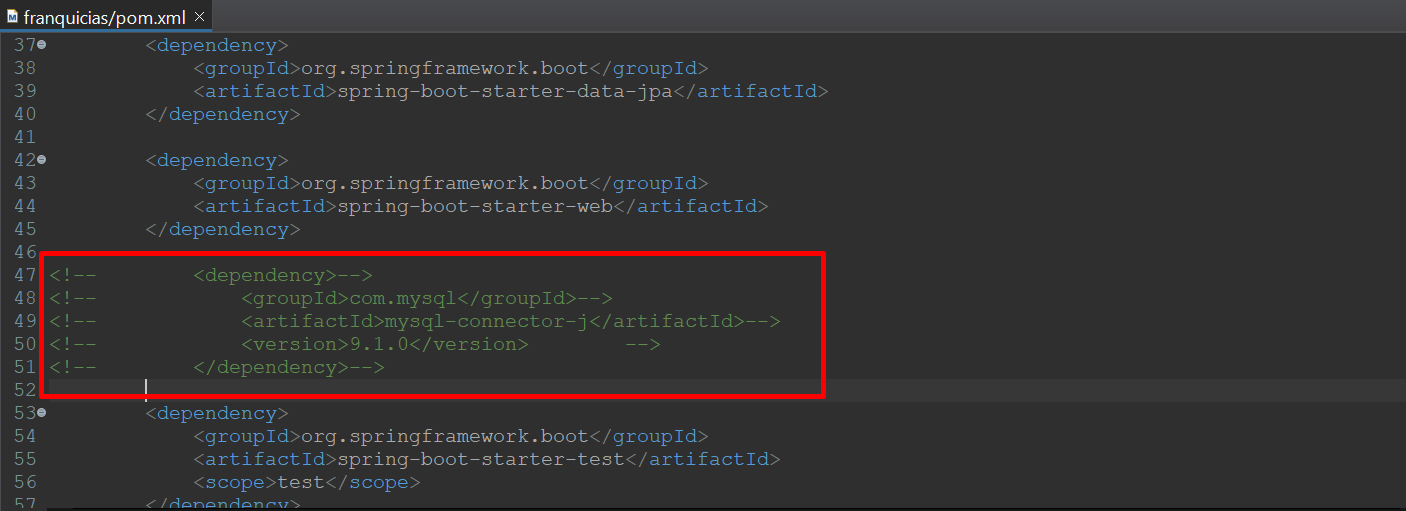 franquicias/pom.xml
37 <dependency>
38 <groupId>org.springframework.boot</groupId>
39 <artifactId>spring-boot-starter-data-jpa</artifactId>
40 </dependency>
41
42 <dependency>
43 <groupId>org.springframework.boot</groupId>
44 <artifactId>spring-boot-starter-web</artifactId>
45 </dependency>
46
47 <!-- <dependency>-->
48 <!-- <groupId>com.mysql</groupId>-->
49 <!-- <artifactId>mysql-connector-j</artifactId>-->
50 <!-- <version>9.1.0</version> -->
51 <!-- </dependency>-->
52
53 <dependency>
54 <groupId>org.springframework.boot</groupId>
55 <artifactId>spring-boot-starter-test</artifactId>
56 <scope>test</scope>
57 </dependency>